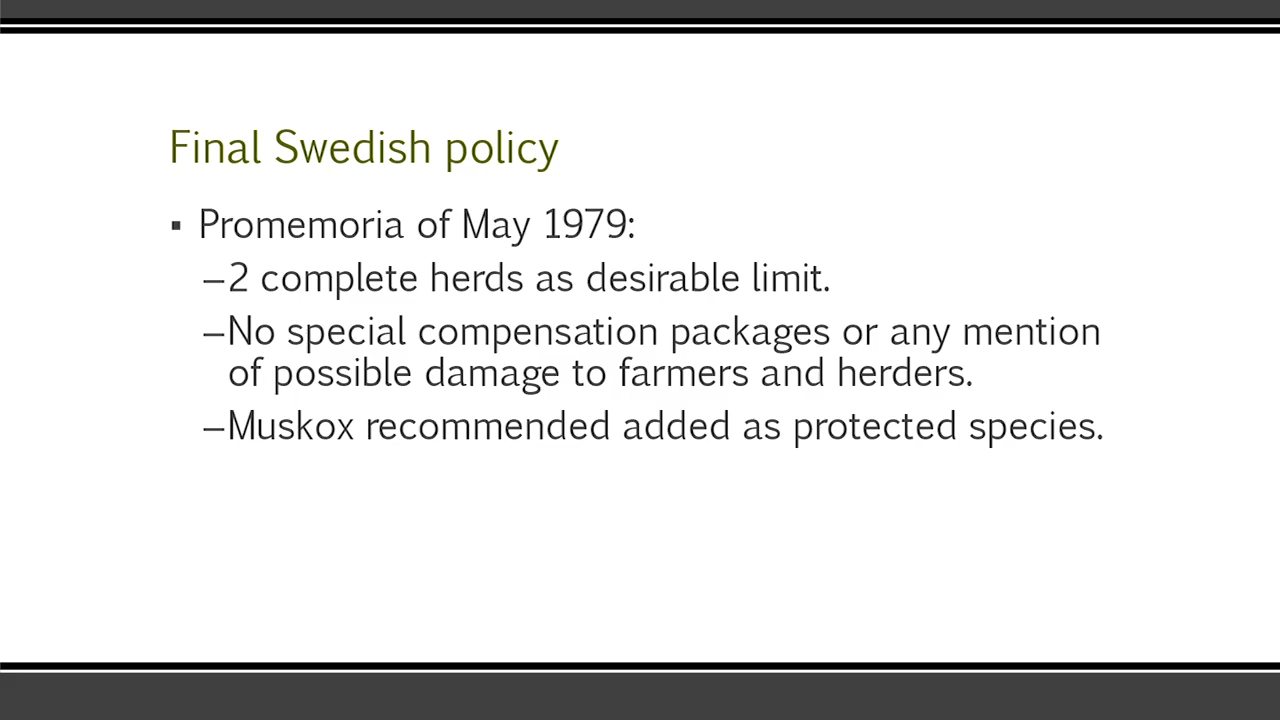 Final Swedish policy
▪ Promemoria of May 1979:
–2 complete herds as desirable limit.
–No special compensation packages or any mention
of possible damage to farmers and herders.
–Muskox recommended added as protected species.